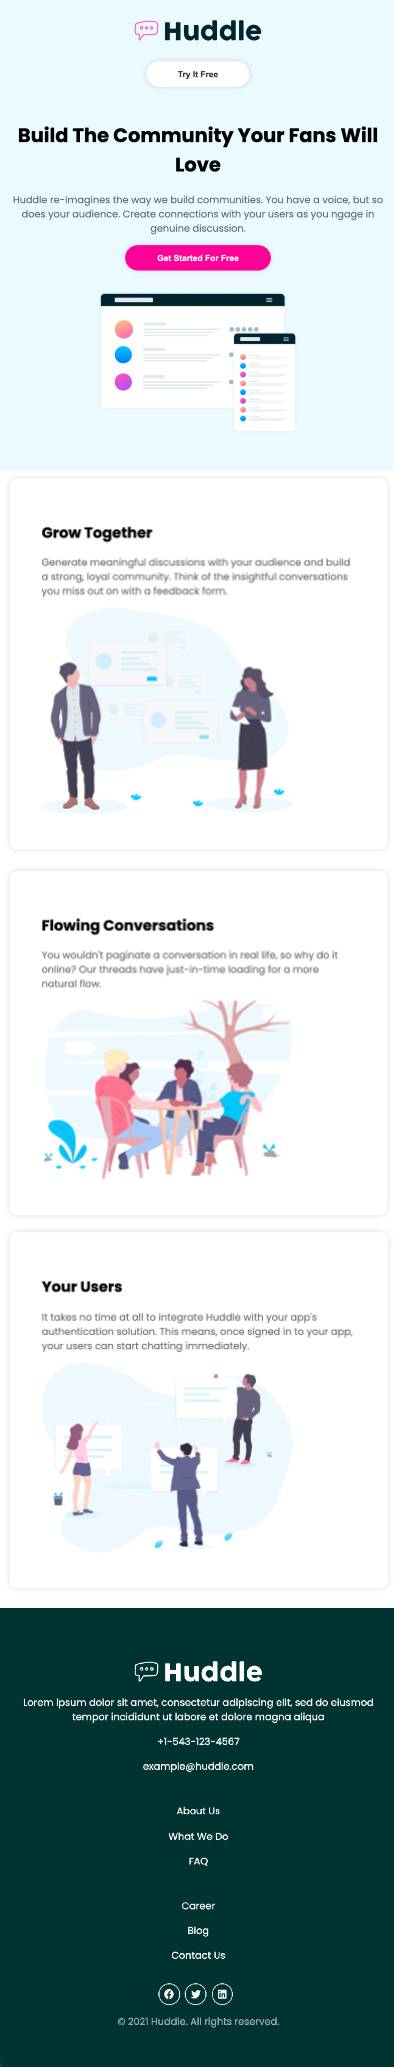 Huddle
Try It Free
Build The Community Your Fans Will
Love
Huddle re-imagines the way we build communities. You have a voice, but so
does your audience. Create connections with your users as you ngage in
genuine discussion.
Get Started For Free
Grow Together
Generate meaningful discussions with your audience and build
a strong, loyal community. Think of the insightful conversations
you miss out on with a feedback form.
Flowing Conversations
You wouldn't paginate a conversation in real life, so why do it
online? Our threads have just-in-time loading for a more
natural flow.
Your Users
It takes no time at all to integrate Huddle with your app's
authentication solution. This means, once signed in to your app,
your users can start chatting immediately.
Huddle
Lorem ipsum dolor sit amet, consectetur adipiscing elit, sed do eiusmod
tempor incididunt ut labore et dolore magna aliqua
+1-543-123-4567
example@huddle.com
About Us
What We Do
FAQ
Career
Blog
Contact Us
© 2021 Huddle. All rights reserved.